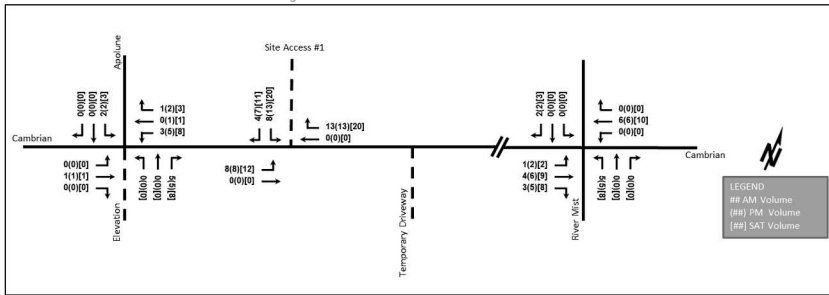 Site Access #1
Apolune
0(0)[0]
0(0)[0]
2(2)[3]
1(2)[3]
0(1)[1]
3(5)[8]
4(7)[11]
8(13)[20]
13(13)[20]
0(0)[0]
2(2)[3]
0(0)[0]
0(0)[0]
0(0)[0]
6(6)[10]
0(0)[0]
Cambrian
Cambrian
0(0)[0]
1(1)[1]
0(0)[0]
0(0)[0]
0(0)[0]
5(5)[8]
8(8)[12]
0(0)[0]
1(2)[2]
4(6)[9]
3(5)[8]
5(5)[8]
0(0)[0]
0(0)[0]
Elevation
Temporary Driveway
River Mist
LEGEND
## AM Volume
(##) PM Volume
[##] SAT Volume